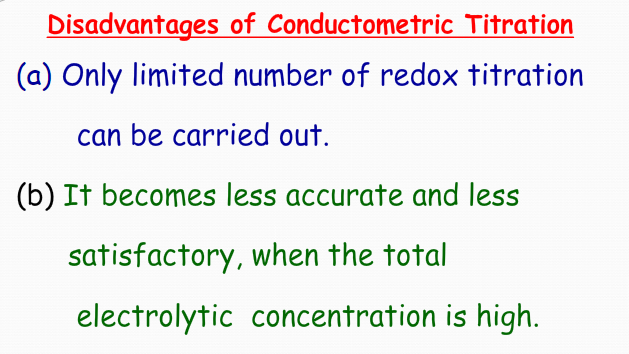 Disadvantages of Conductometric Titration
(a) Only limited number of redox titration
can be carried out.
(b) It becomes less accurate and less
satisfactory, when the total
electrolytic concentration is high.